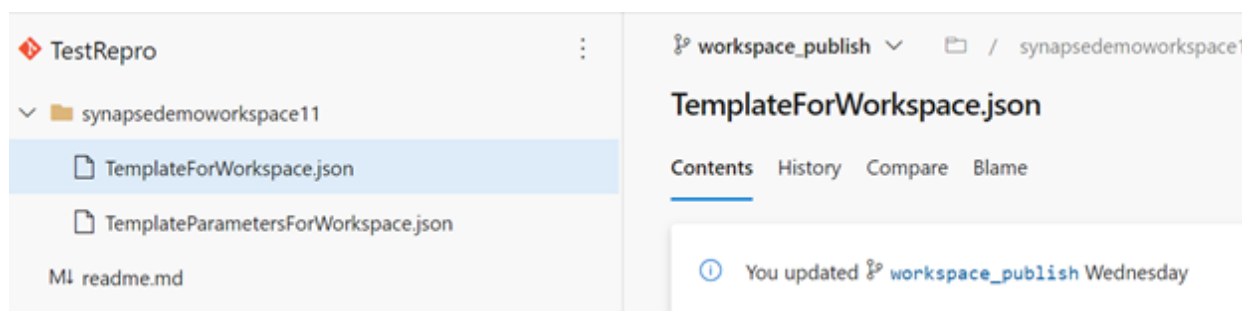 TestRepro
synapsedemoworkspace11
TemplateForWorkspace.json
TemplateParametersForWorkspace.json
M↓ readme.md
workspace_publish / synapsedemoworkspace1
TemplateForWorkspace.json
Contents History Compare Blame
You updated workspace_publish Wednesday